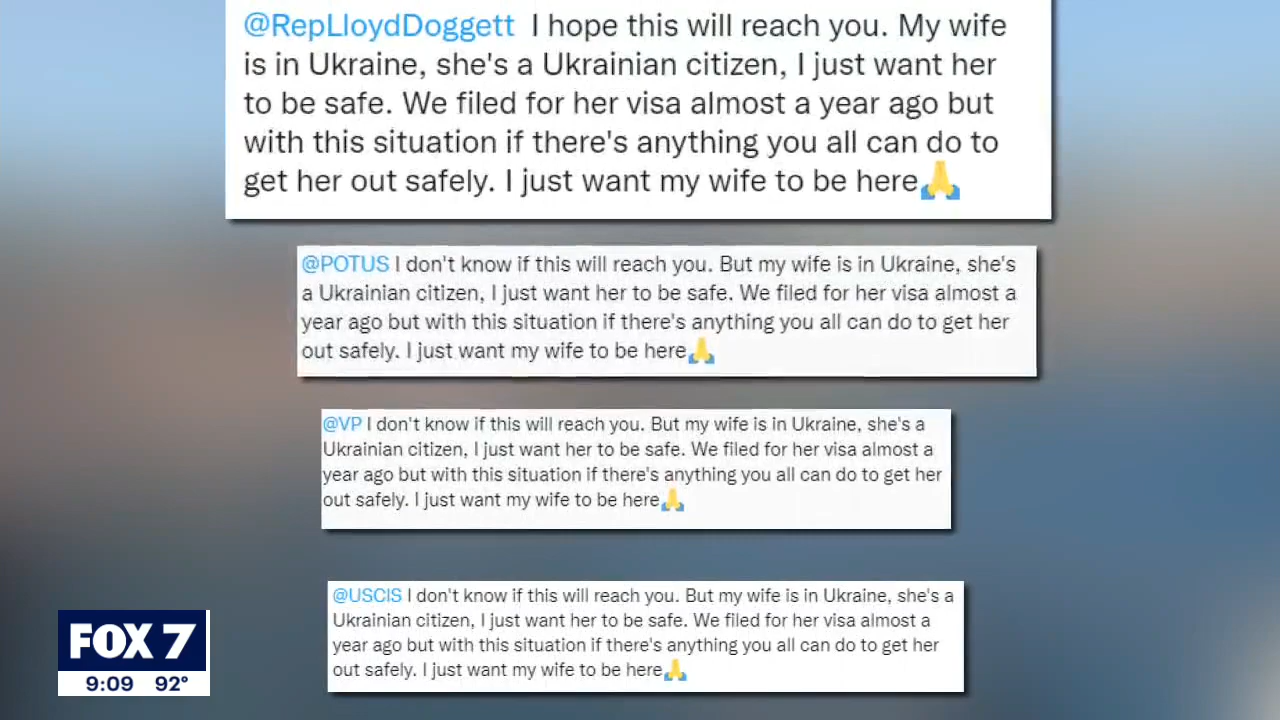 @RepLloydDoggett I hope this will reach you. My wife
is in Ukraine, she's a Ukrainian citizen, I just want her
to be safe. We filed for her visa almost a year ago but
with this situation if there's anything you all can do to
get her out safely. I just want my wife to be here🙏
@POTUS I don't know if this will reach you. But my wife is in Ukraine, she's
a Ukrainian citizen, I just want her to be safe. We filed for her visa almost a
year ago but with this situation if there's anything you all can do to get her
out safely. I just want my wife to be here🙏
@VP I don't know if this will reach you. But my wife is in Ukraine, she's a
Ukrainian citizen, I just want her to be safe. We filed for her visa almost a
year ago but with this situation if there's anything you all can do to get her
out safely. I just want my wife to be here🙏
@USCIS I don't know if this will reach you. But my wife is in Ukraine, she's a
Ukrainian citizen, I just want her to be safe. We filed for her visa almost a
year ago but with this situation if there's anything you all can do to get her
out safely. I just want my wife to be here🙏
FOX 7
9:09 92°